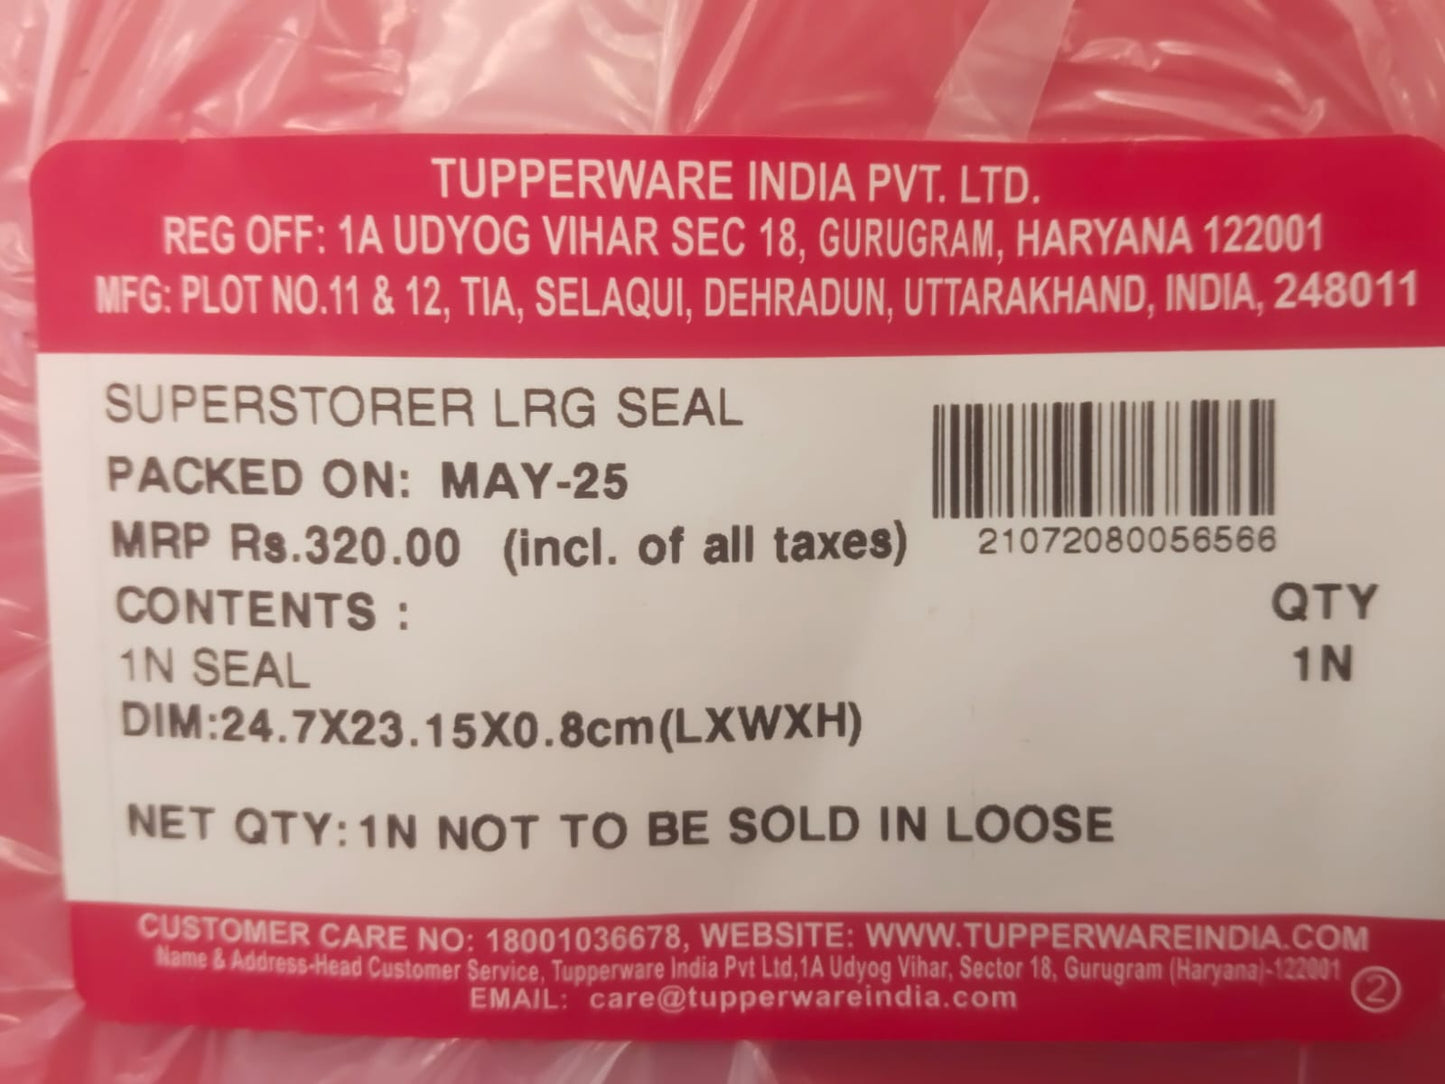 TUPPERWARE INDIA PVT. LTD.
REG OFF: 1A UDYOG VIHAR SEC 18, GURUGRAM, HARYANA 122001
MFG: PLOT NO.11 & 12, TIA, SELAQUI, DEHRADUN, UTTARAKHAND, INDIA, 248011
SUPERSTORER LRG SEAL
PACKED ON: MAY-25
MRP Rs.320.00 (incl. of all taxes)
21072080056566
CONTENTS : QTY
1N SEAL 1N
DIM:24.7X23.15X0.8cm(LXWXH)
NET QTY:1N NOT TO BE SOLD IN LOOSE
CUSTOMER CARE NO: 18001036678, WEBSITE: WWW.TUPPERWAREINDIA.COM
Name & Address-Head Customer Service, Tupperware India Pvt Ltd,1A Udyog Vihar, Sector 18, Gurugram (Haryana)-122001
EMAIL: care@tupperwareindia.com
2